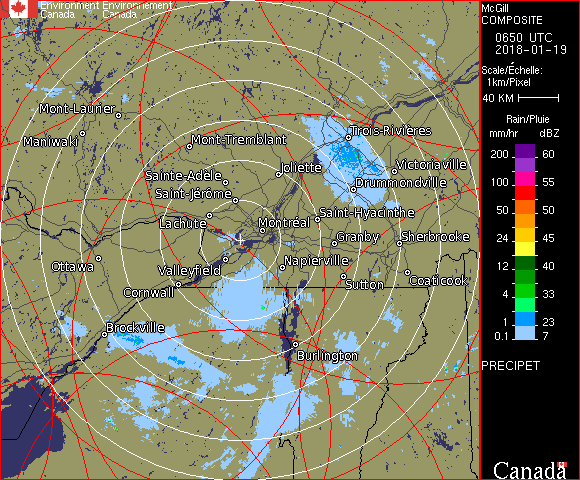 Environment Environnement
Canada Canada
McGill
COMPOSITE
0650 UTC
2018-01-19
Scale/Échelle:
1km/Pixel
40 KM
Rain/Pluie
mm/hr dBZ
200 60
100 55
50 50
24 45
12 40
4 33
1 23
0.1 7
PRECIPET
Canada
Mont-Laurier
Maniwaki
Mont-Tremblant
Trois-Rivières
Victoriaville
Joliette
Sainte-Adèle
Drummondville
Saint-Jérôme
Saint-Hyacinthe
Lachute
Montréal
Granby
Sherbrooke
Ottawa
Valleyfield
Napierville
Cornwall
Sutton
Coaticook
Brockville
Burlington